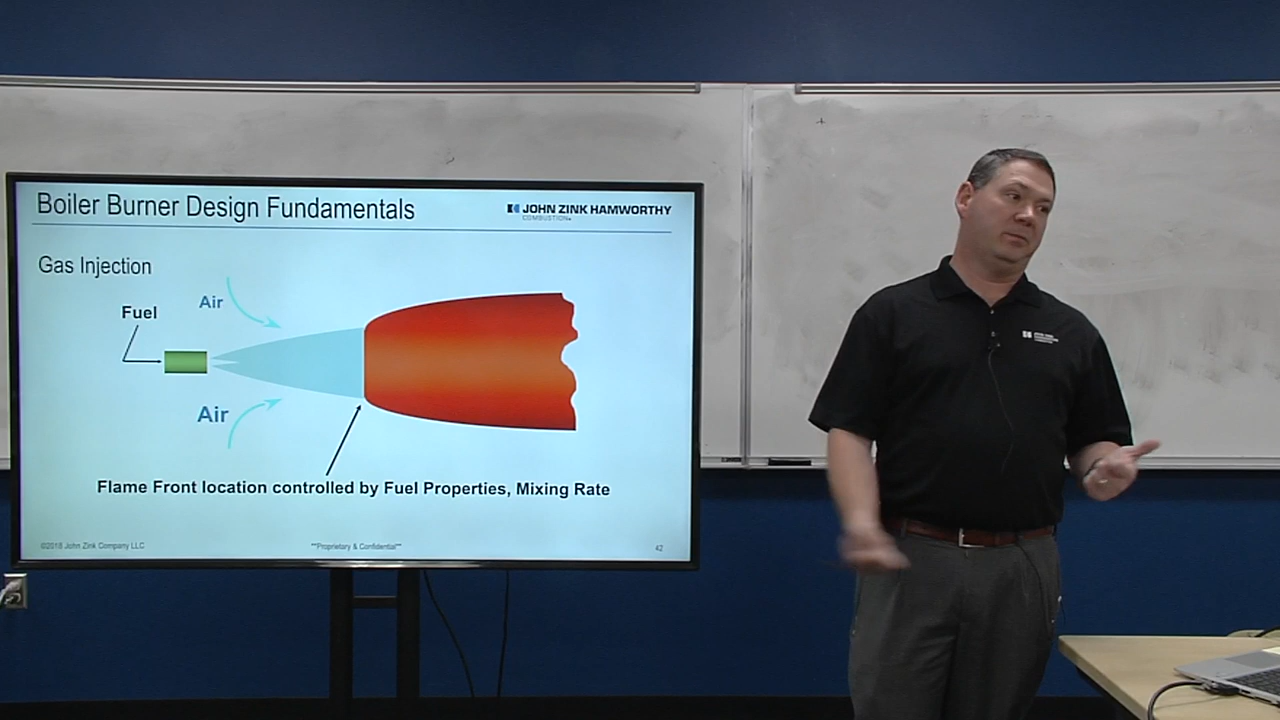 Boiler Burner Design Fundamentals
JOHN ZINK HAMWORTHY
COMBUSTION
Gas Injection
Air
Fuel
Air
Flame Front location controlled by Fuel Properties, Mixing Rate
©2018 John Zink Company LLC
**Proprietary & Confidential**
42